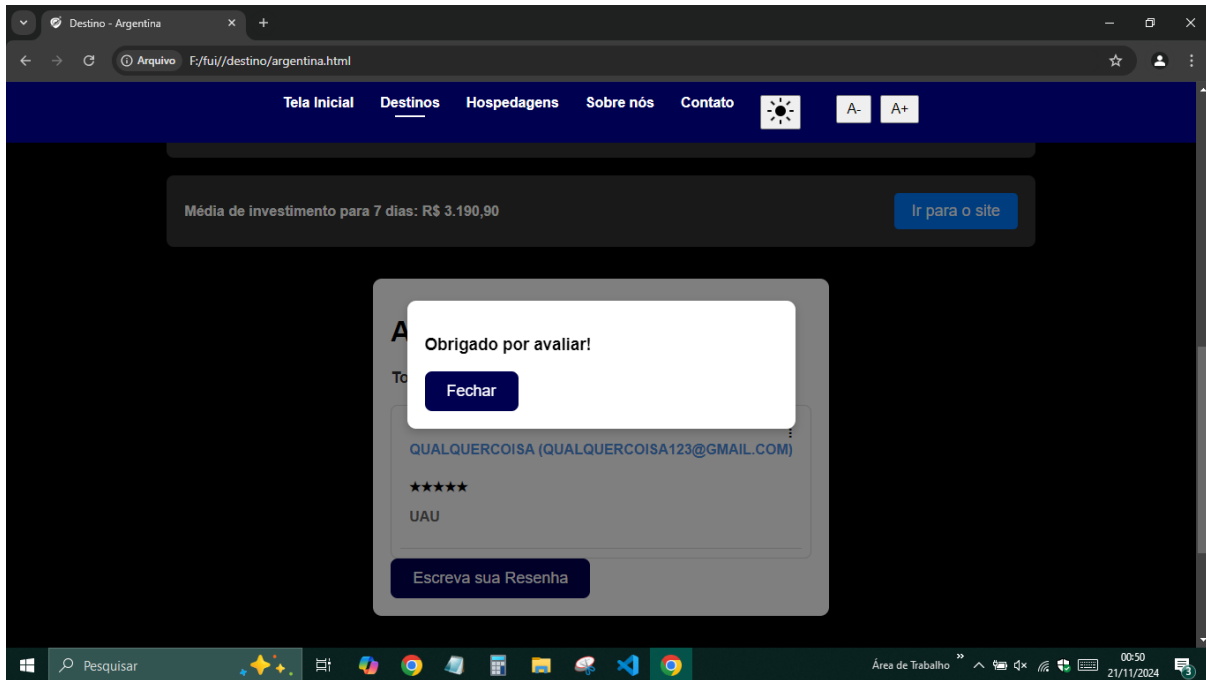 Destino - Argentina
Arquivo F:/fui//destino/argentina.html
Tela Inicial Destinos Hospedagens Sobre nós Contato A- A+
Média de investimento para 7 dias: R$ 3.190,90 Ir para o site
A
Obrigado por avaliar!
To
Fechar
QUALQUERCOISA (QUALQUERCOISA123@GMAIL.COM)
★★★★★
UAU
Escreva sua Resenha
Pesquisar Área de Trabalho 00:50
21/11/2024 3